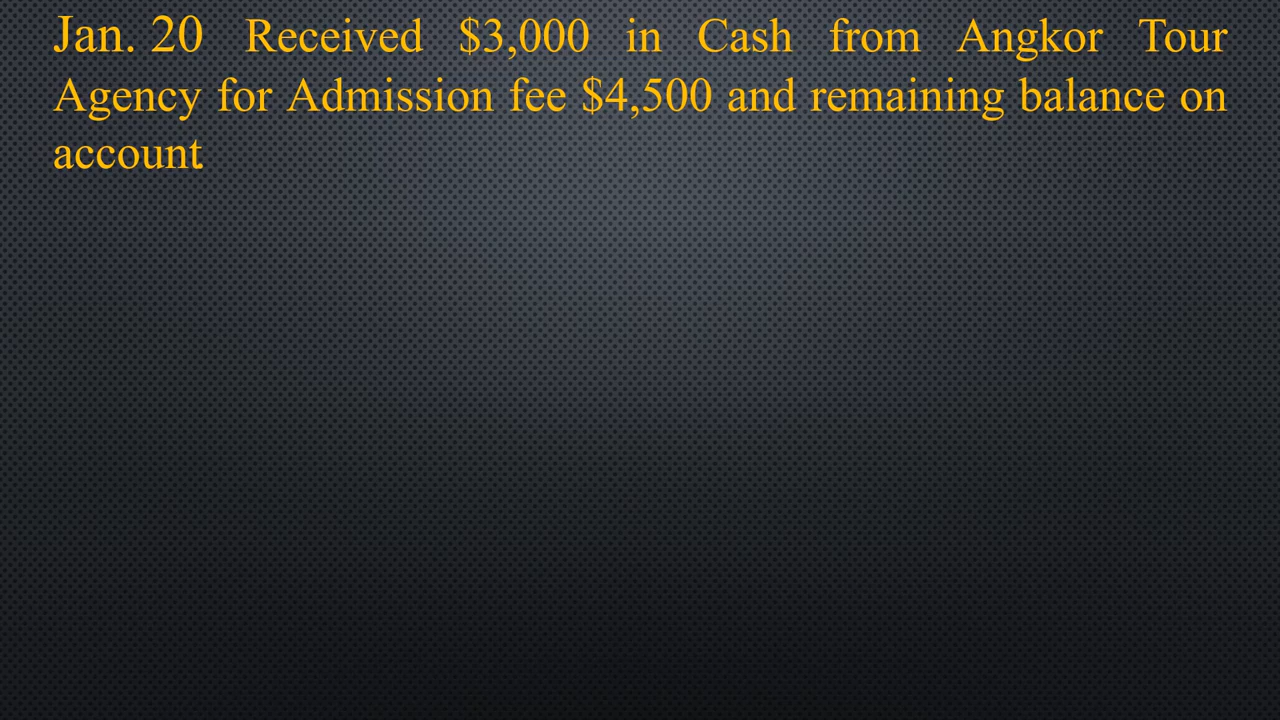 Jan. 20 Received $3,000 in Cash from Angkor Tour
Agency for Admission fee $4,500 and remaining balance on
account.